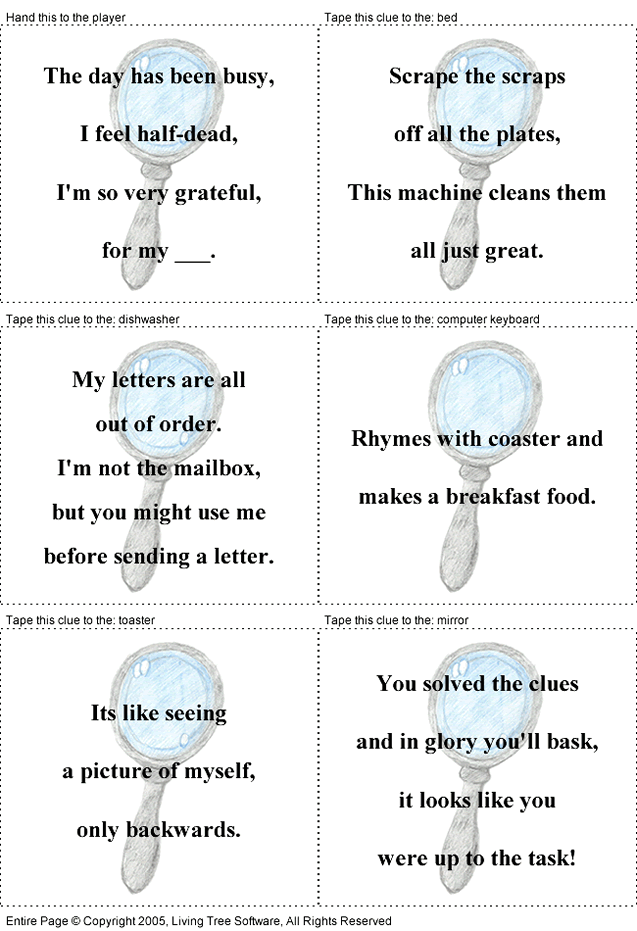 Hand this to the player
The day has been busy,
I feel half-dead,
I'm so very grateful,
for my ___.
Tape this clue to the: bed
Scrape the scraps
off all the plates,
This machine cleans them
all just great.
Tape this clue to the: dishwasher
My letters are all
out of order.
I'm not the mailbox,
but you might use me
before sending a letter.
Tape this clue to the: computer keyboard
Rhymes with coaster and
makes a breakfast food.
Tape this clue to the: toaster
Its like seeing
a picture of myself,
only backwards.
Tape this clue to the: mirror
You solved the clues
and in glory you'll bask,
it looks like you
were up to the task!
Entire Page © Copyright 2005, Living Tree Software, All Rights Reserved